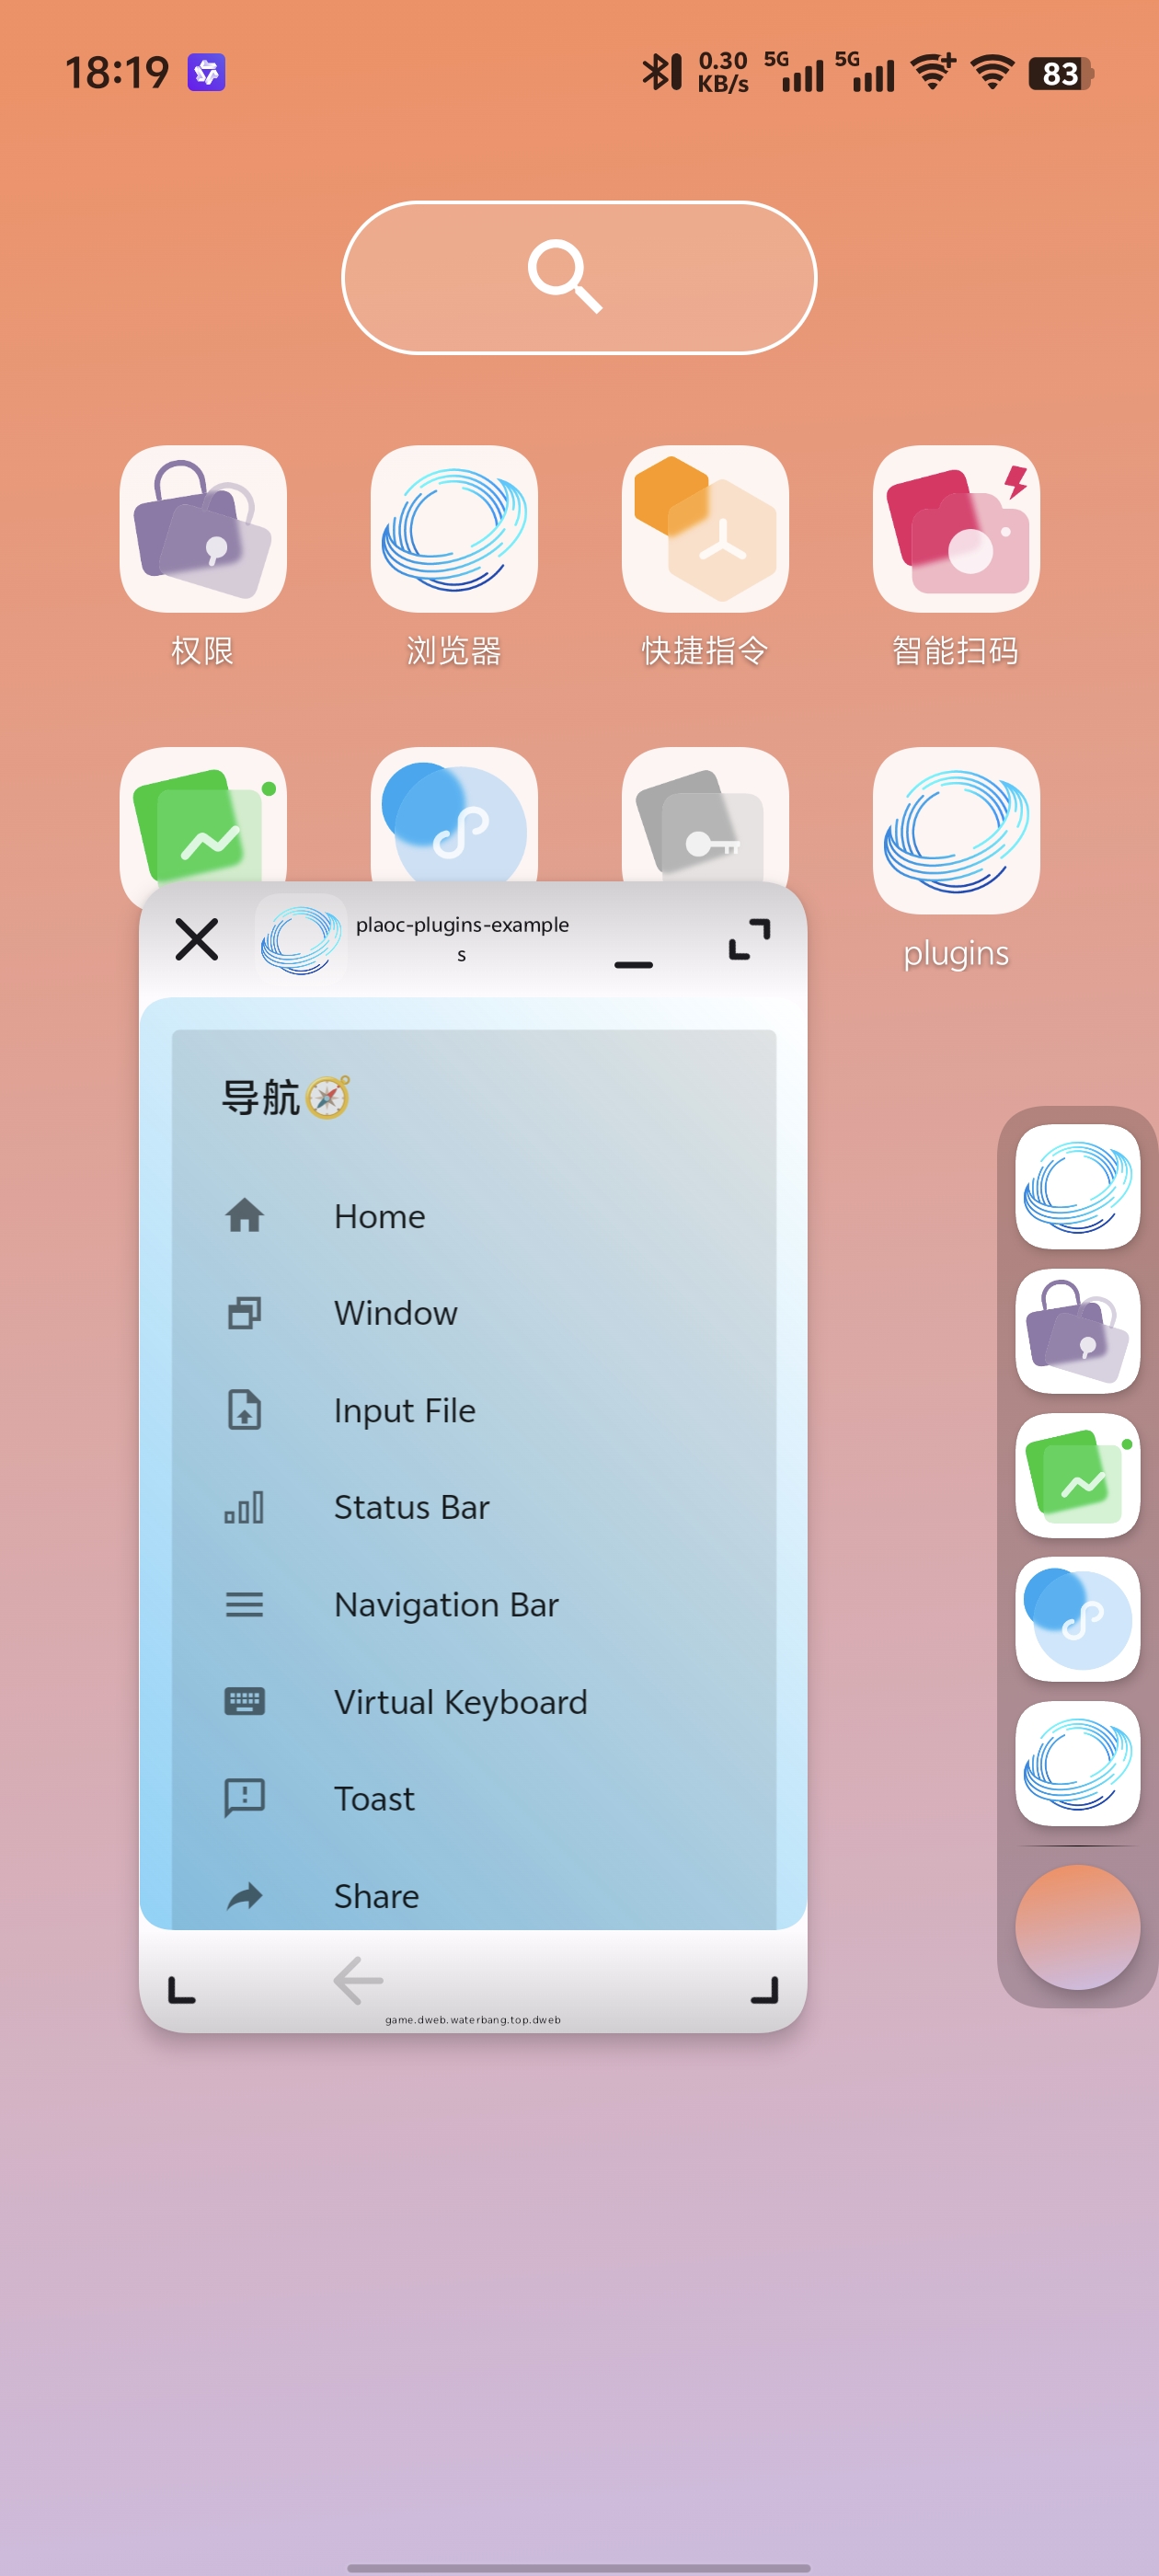 18:19
0.30
KB/s
5G
5G
83
权限
浏览器
快捷指令
智能扫码
plugins
plaoc-plugins-example
s
导航🧭
Home
Window
Input File
Status Bar
Navigation Bar
Virtual Keyboard
Toast
Share
game.dweb.waterbang.top.dweb